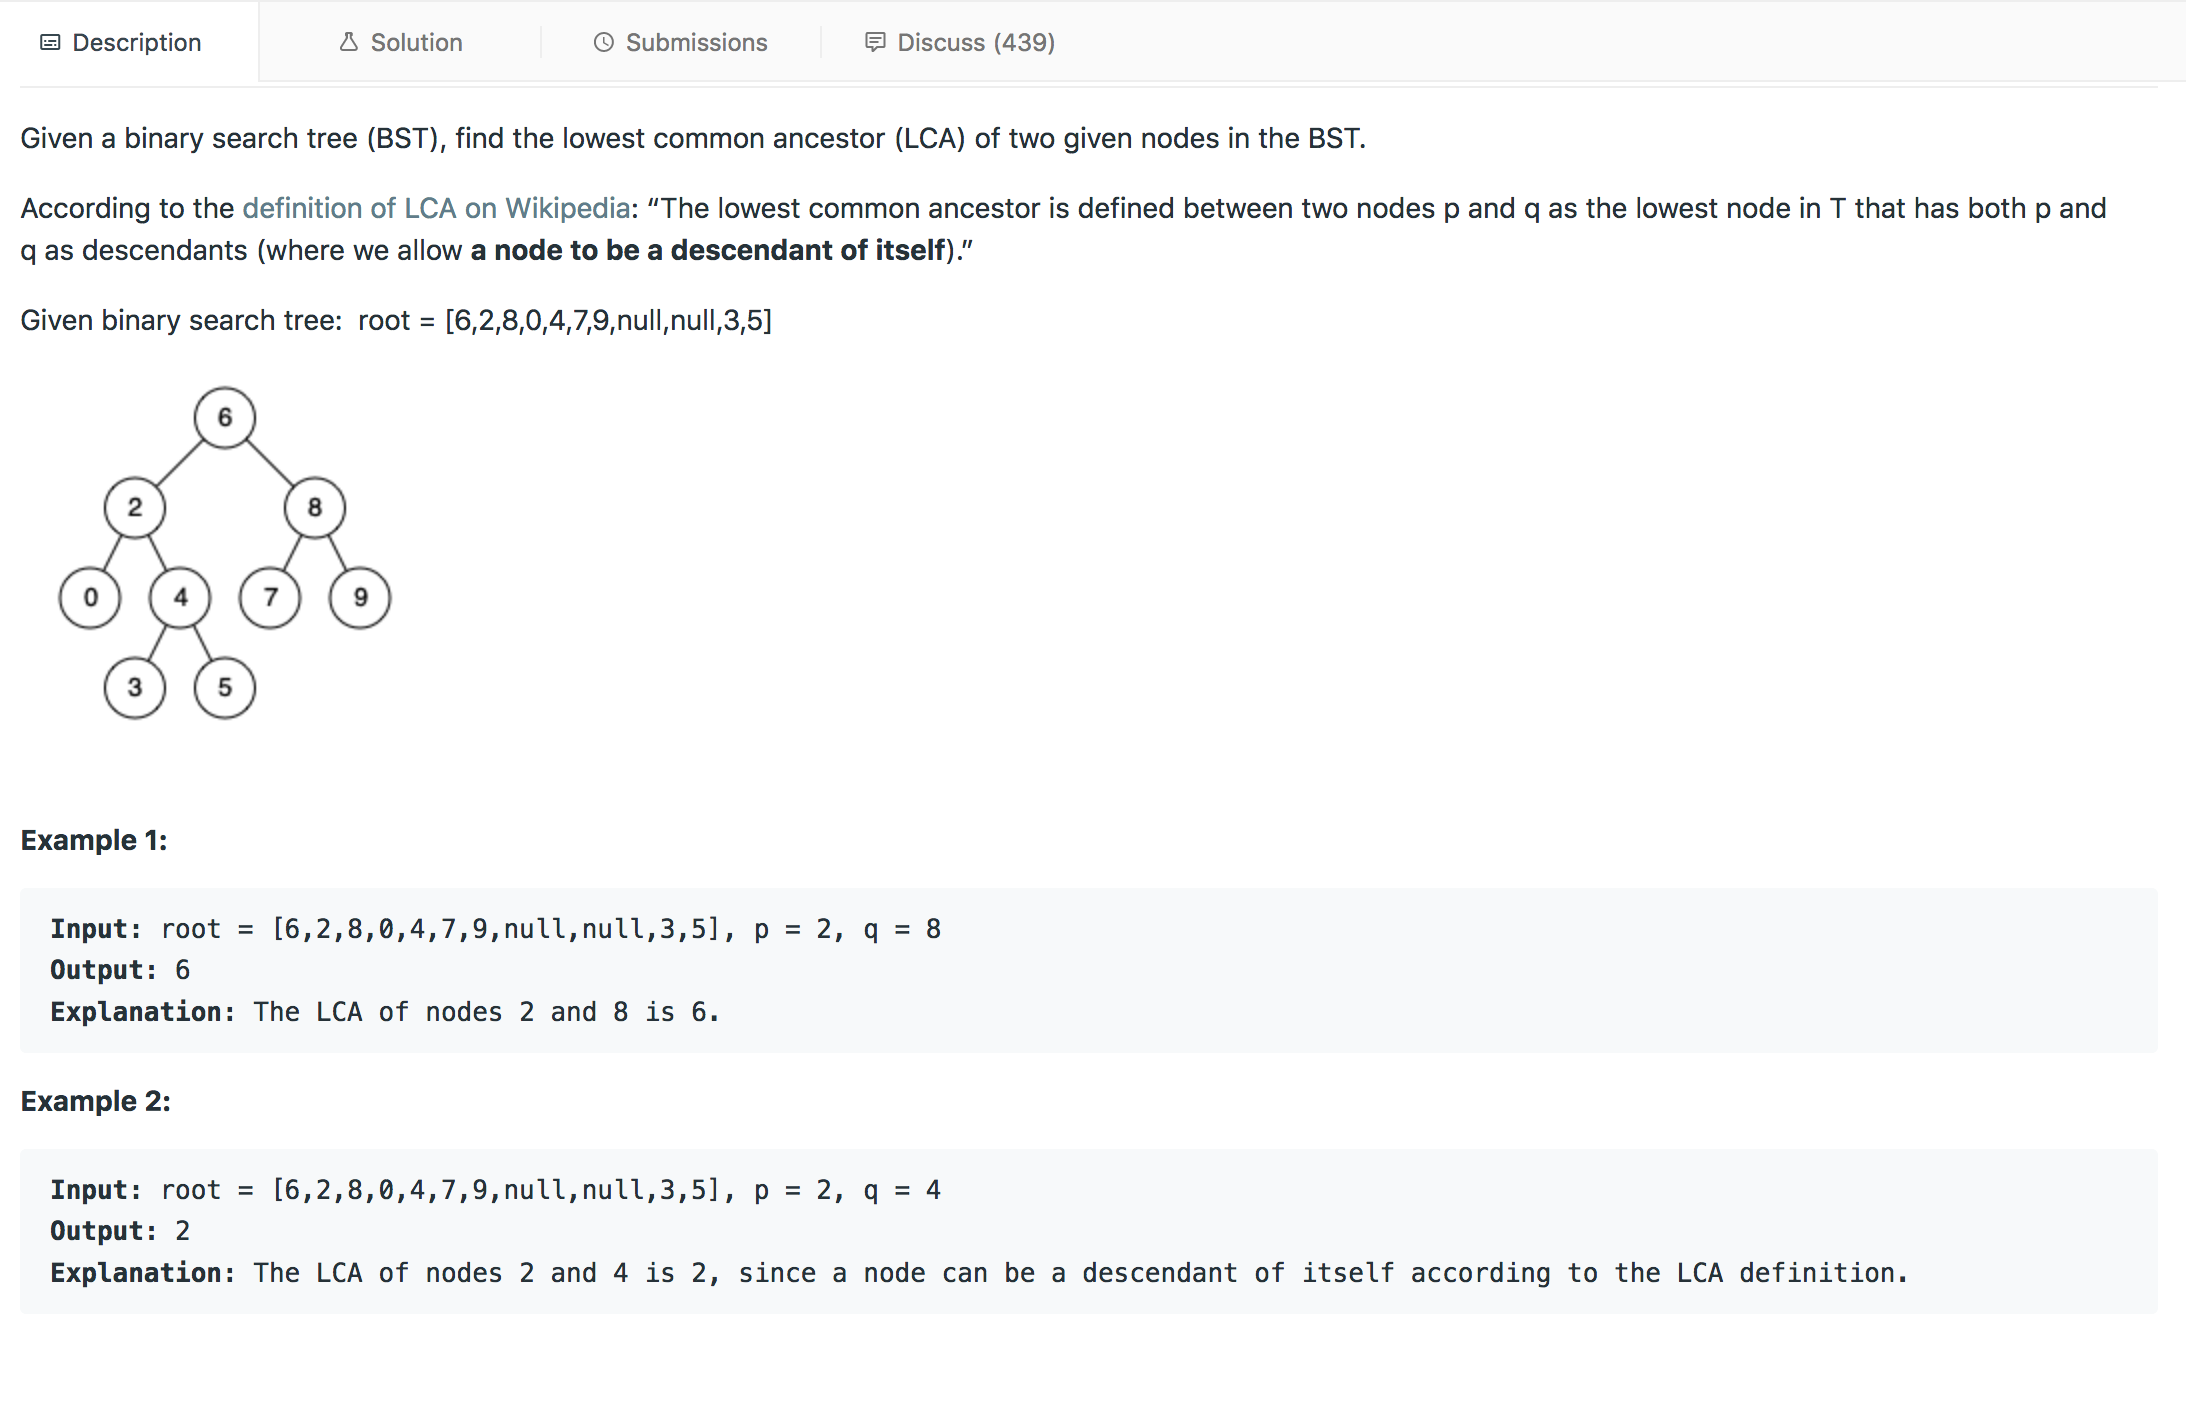 Description Solution Submissions Discuss (439)
Given a binary search tree (BST), find the lowest common ancestor (LCA) of two given nodes in the BST.
According to the definition of LCA on Wikipedia: “The lowest common ancestor is defined between two nodes p and q as the lowest node in T that has both p and
q as descendants (where we allow a node to be a descendant of itself).”
Given binary search tree:  root = [6,2,8,0,4,7,9,null,null,3,5]
6
2 8
0 4 7 9
3 5
Example 1:
Input: root = [6,2,8,0,4,7,9,null,null,3,5], p = 2, q = 8
Output: 6
Explanation: The LCA of nodes 2 and 8 is 6.
Example 2:
Input: root = [6,2,8,0,4,7,9,null,null,3,5], p = 2, q = 4
Output: 2
Explanation: The LCA of nodes 2 and 4 is 2, since a node can be a descendant of itself according to the LCA definition.